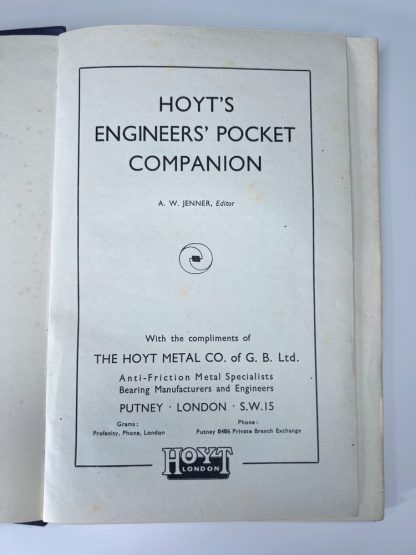 HOYT'S
ENGINEERS' POCKET
COMPANION
A. W. JENNER, Editor
With the compliments of
THE HOYT METAL CO. of G. B. Ltd.
Anti-Friction Metal Specialists
Bearing Manufacturers and Engineers
PUTNEY · LONDON · S.W.15
Grams: Phone:
Profanity, Phone, London Putney 0406 Private Branch Exchange
HOYT
LONDON